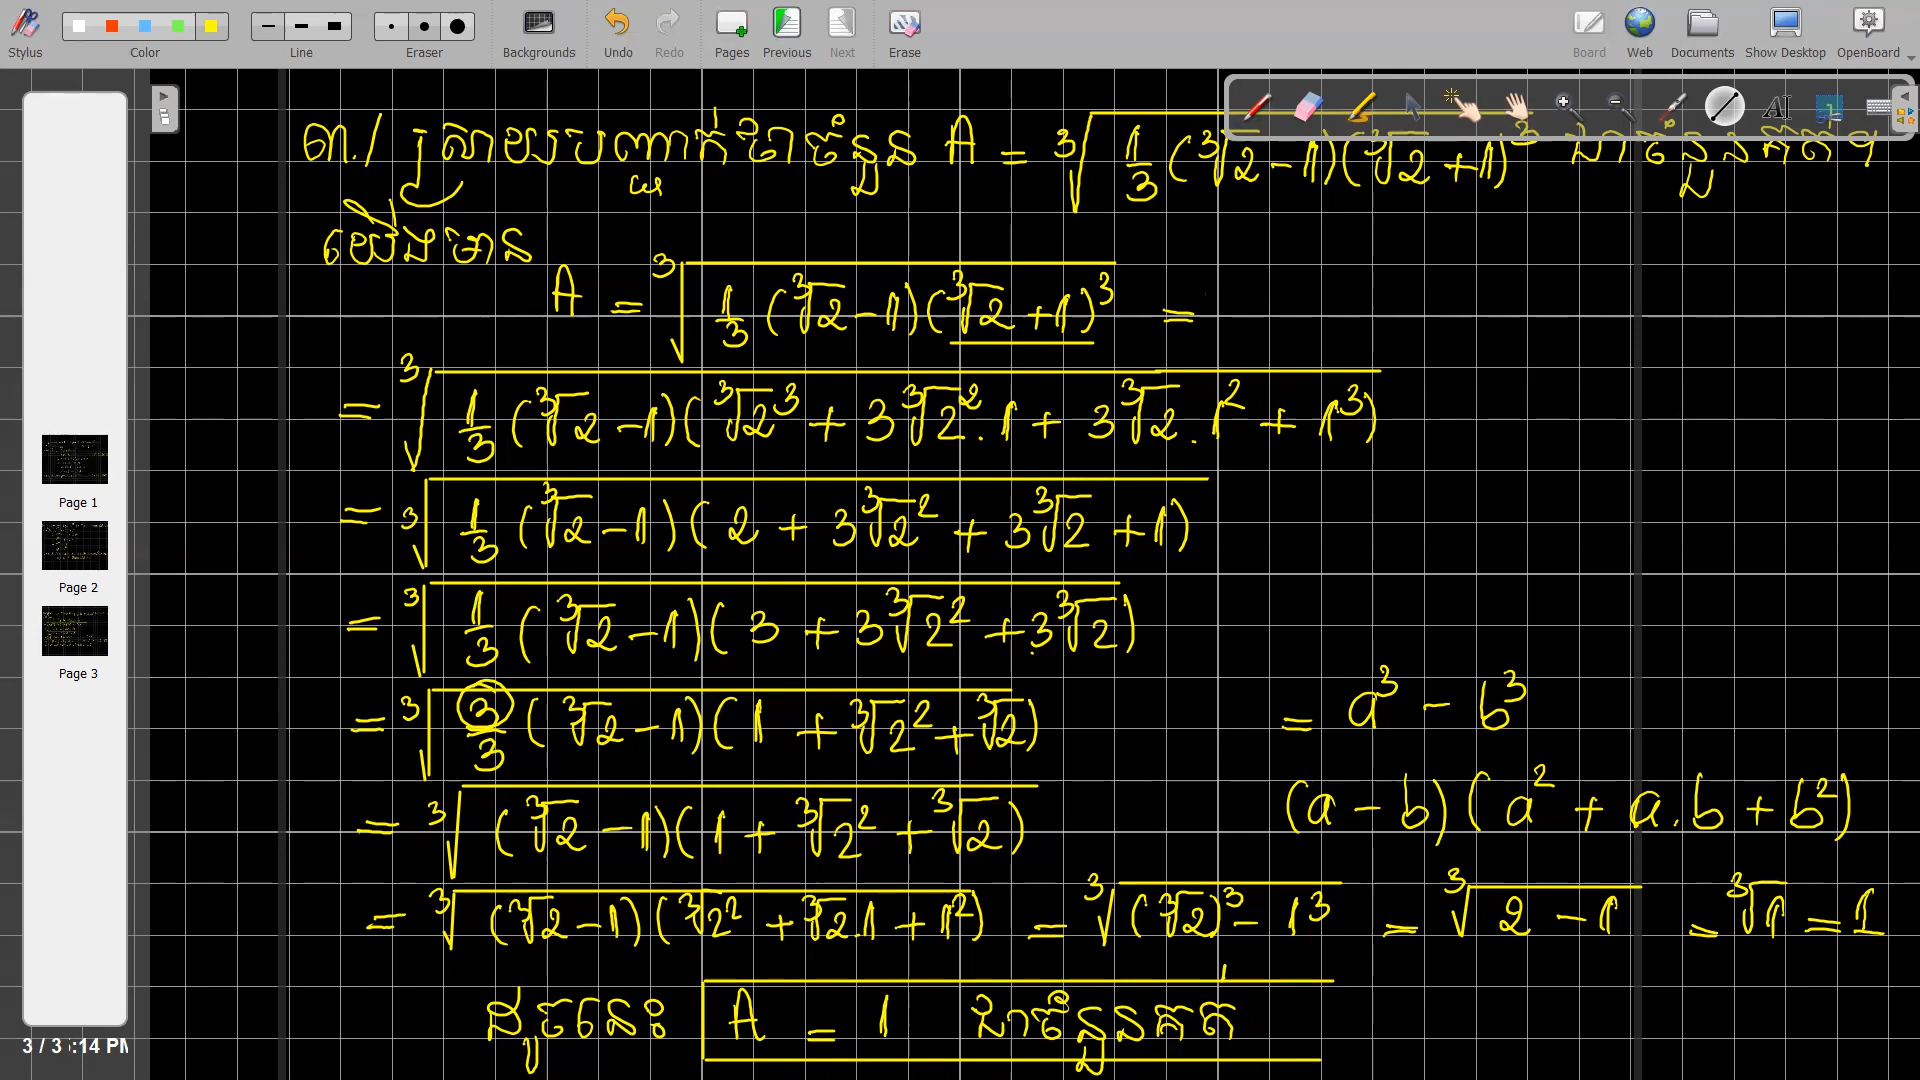 Stylus Color Line Eraser Backgrounds Undo Redo Pages Previous Next Erase Board Web Documents Show Desktop OpenBoard
៣./ ស្រាយបញ្ជាក់ថាចំនួន A = ∛(1/3 (∛2 − 1)(∛2 + 1)³) ជាចំនួនគត់។
យើងមាន
A = ∛(1/3 (∛2 − 1)(∛2 + 1)³) =
= ∛(1/3 (∛2 − 1)(∛2³ + 3∛2².1 + 3∛2.1² + 1³))
= ∛(1/3 (∛2 − 1)(2 + 3∛2² + 3∛2 + 1))
= ∛(1/3 (∛2 − 1)(3 + 3∛2² + 3∛2))
= ∛(3/3 (∛2 − 1)(1 + ∛2² + ∛2))
= a³ − b³
= ∛((∛2 − 1)(1 + ∛2² + ∛2))
(a − b)(a² + a.b + b²)
= ∛((∛2 − 1)(∛2² + ∛2.1 + 1²)) = ∛((∛2)³ − 1³) = ∛(2 − 1) = ∛1 = 1
ដូចនេះ A = 1 ជាចំនួនគត់
Page 1
Page 2
Page 3
3 / 3 :14 PM